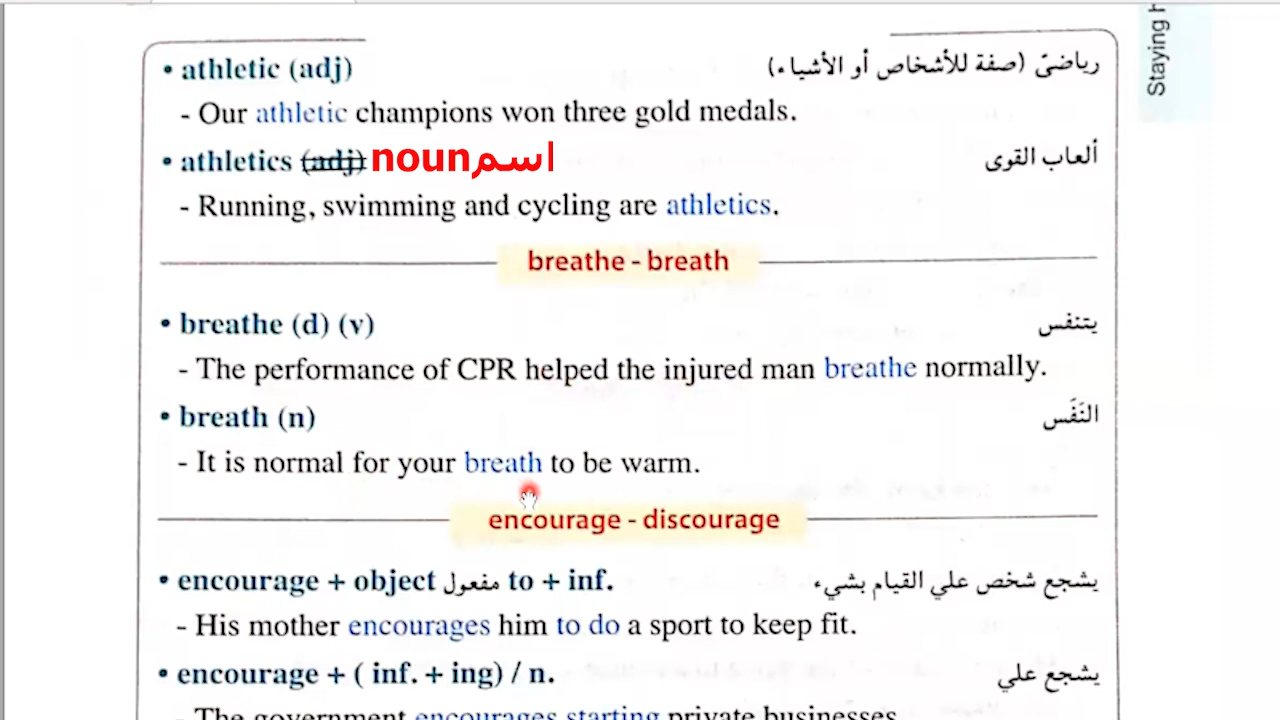 • athletic (adj) رياضىّ (صفة للأشخاص أو الأشياء)
- Our athletic champions won three gold medals.
• athletics (adj) noun اسم ألعاب القوى
- Running, swimming and cycling are athletics.
breathe - breath
• breathe (d) (v) يتنفس
- The performance of CPR helped the injured man breathe normally.
• breath (n) النَفَس
- It is normal for your breath to be warm.
encourage - discourage
• encourage + object مفعول to + inf. يشجع شخص علي القيام بشيء
- His mother encourages him to do a sport to keep fit.
• encourage + ( inf. + ing) / n. يشجع علي
- The government encourages starting private businesses
Staying